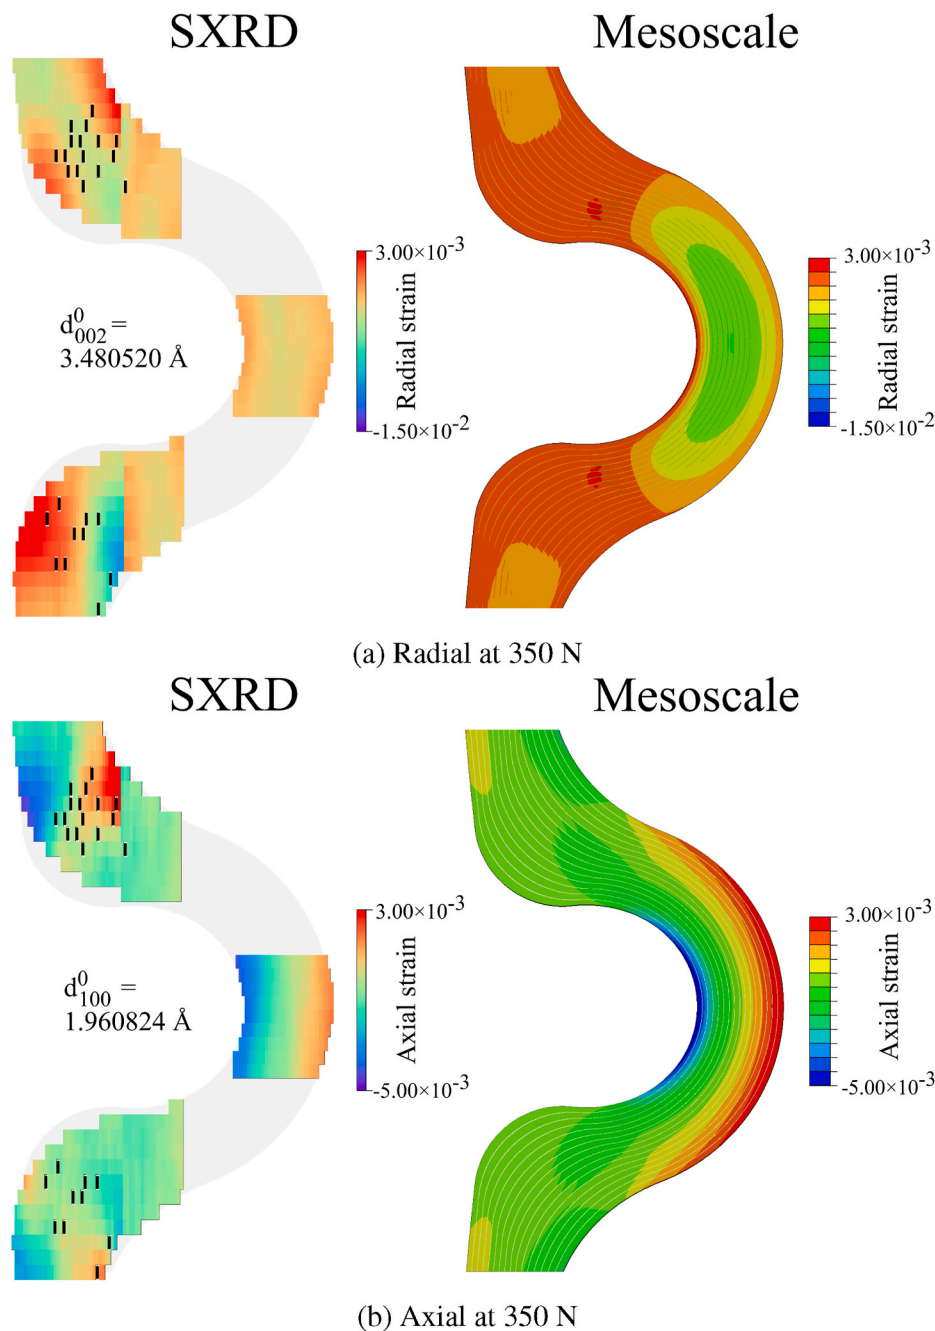 SXRD
Mesoscale
3.00×10⁻³
Radial strain
-1.50×10⁻²
d⁰₀₀₂ =
3.480520 Å
3.00×10⁻³
Radial strain
-1.50×10⁻²
(a) Radial at 350 N
SXRD
Mesoscale
3.00×10⁻³
Axial strain
-5.00×10⁻³
d⁰₁₀₀ =
1.960824 Å
3.00×10⁻³
Axial strain
-5.00×10⁻³
(b) Axial at 350 N